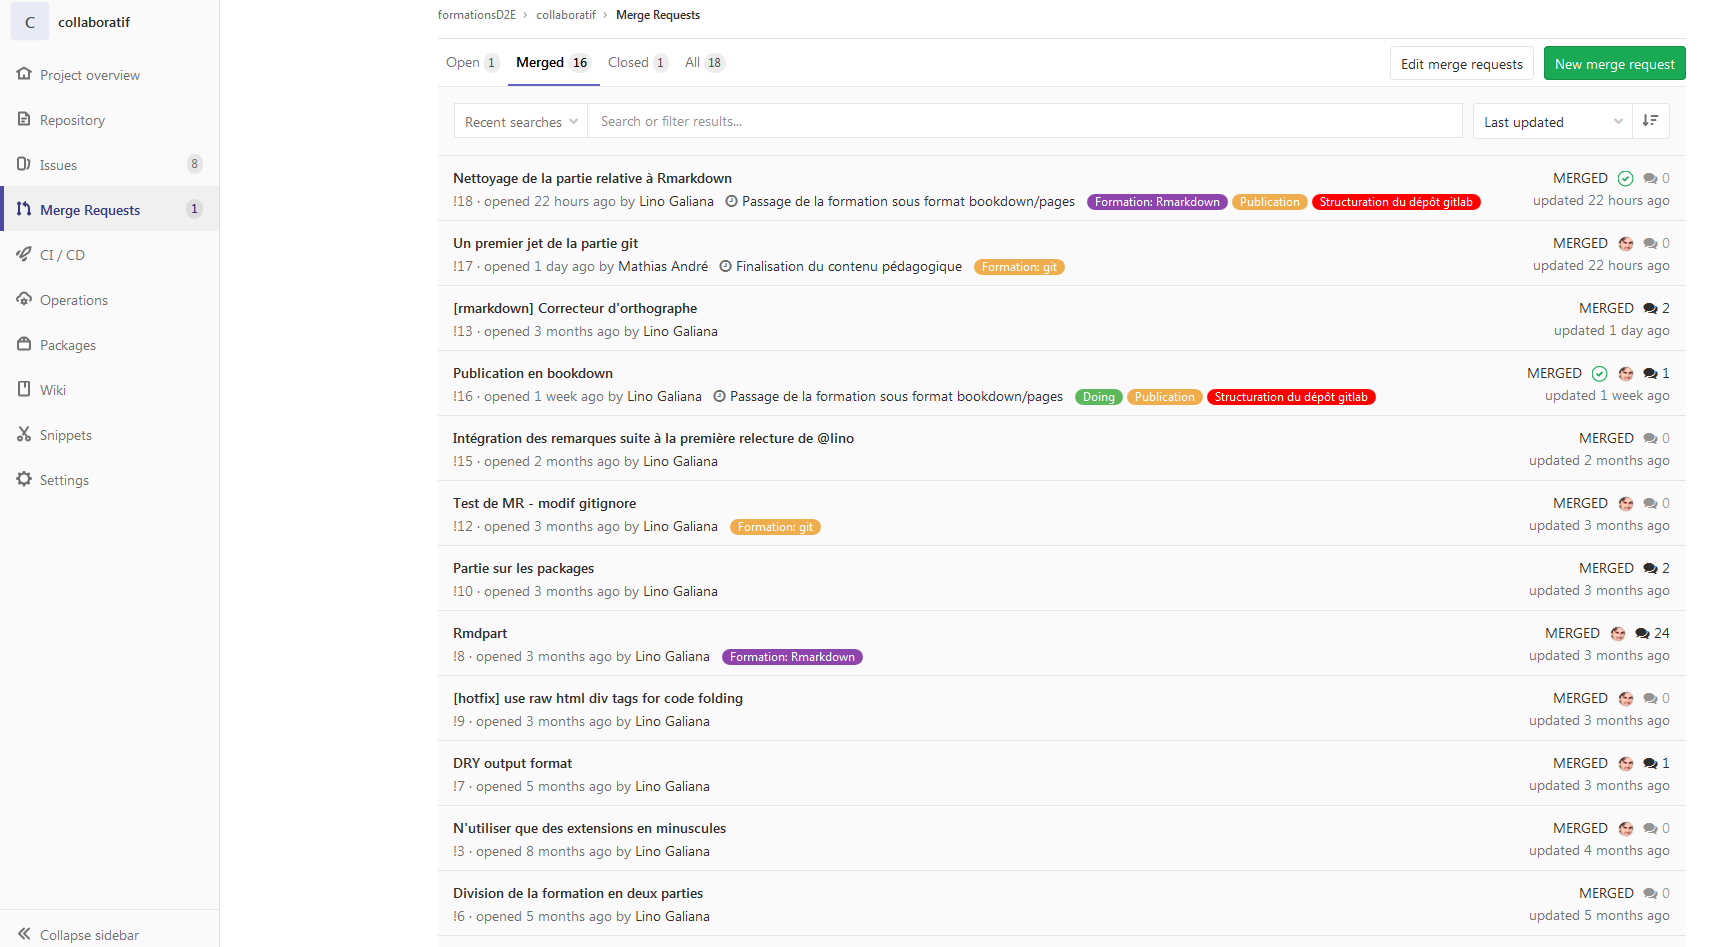 C collaboratif
Project overview
Repository
Issues 8
Merge Requests 1
CI / CD
Operations
Packages
Wiki
Snippets
Settings
Collapse sidebar
formationsD2E › collaboratif › Merge Requests
Open 1 Merged 16 Closed 1 All 18 Edit merge requests New merge request
Recent searches Search or filter results... Last updated
Nettoyage de la partie relative à Rmarkdown MERGED 0
!18 · opened 22 hours ago by Lino Galiana Passage de la formation sous format bookdown/pages Formation: Rmarkdown Publication Structuration du dépôt gitlab updated 22 hours ago
Un premier jet de la partie git MERGED 0
!17 · opened 1 day ago by Mathias André Finalisation du contenu pédagogique Formation: git updated 22 hours ago
[rmarkdown] Correcteur d'orthographe MERGED 2
!13 · opened 3 months ago by Lino Galiana updated 1 day ago
Publication en bookdown MERGED 1
!16 · opened 1 week ago by Lino Galiana Passage de la formation sous format bookdown/pages Doing Publication Structuration du dépôt gitlab updated 1 week ago
Intégration des remarques suite à la première relecture de @lino MERGED 0
!15 · opened 2 months ago by Lino Galiana updated 2 months ago
Test de MR - modif gitignore MERGED 0
!12 · opened 3 months ago by Lino Galiana Formation: git updated 3 months ago
Partie sur les packages MERGED 2
!10 · opened 3 months ago by Lino Galiana updated 3 months ago
Rmdpart MERGED 24
!8 · opened 3 months ago by Lino Galiana Formation: Rmarkdown updated 3 months ago
[hotfix] use raw html div tags for code folding MERGED 0
!9 · opened 3 months ago by Lino Galiana updated 3 months ago
DRY output format MERGED 1
!7 · opened 5 months ago by Lino Galiana updated 3 months ago
N'utiliser que des extensions en minuscules MERGED 0
!3 · opened 8 months ago by Lino Galiana updated 4 months ago
Division de la formation en deux parties MERGED 0
!6 · opened 5 months ago by Lino Galiana updated 5 months ago